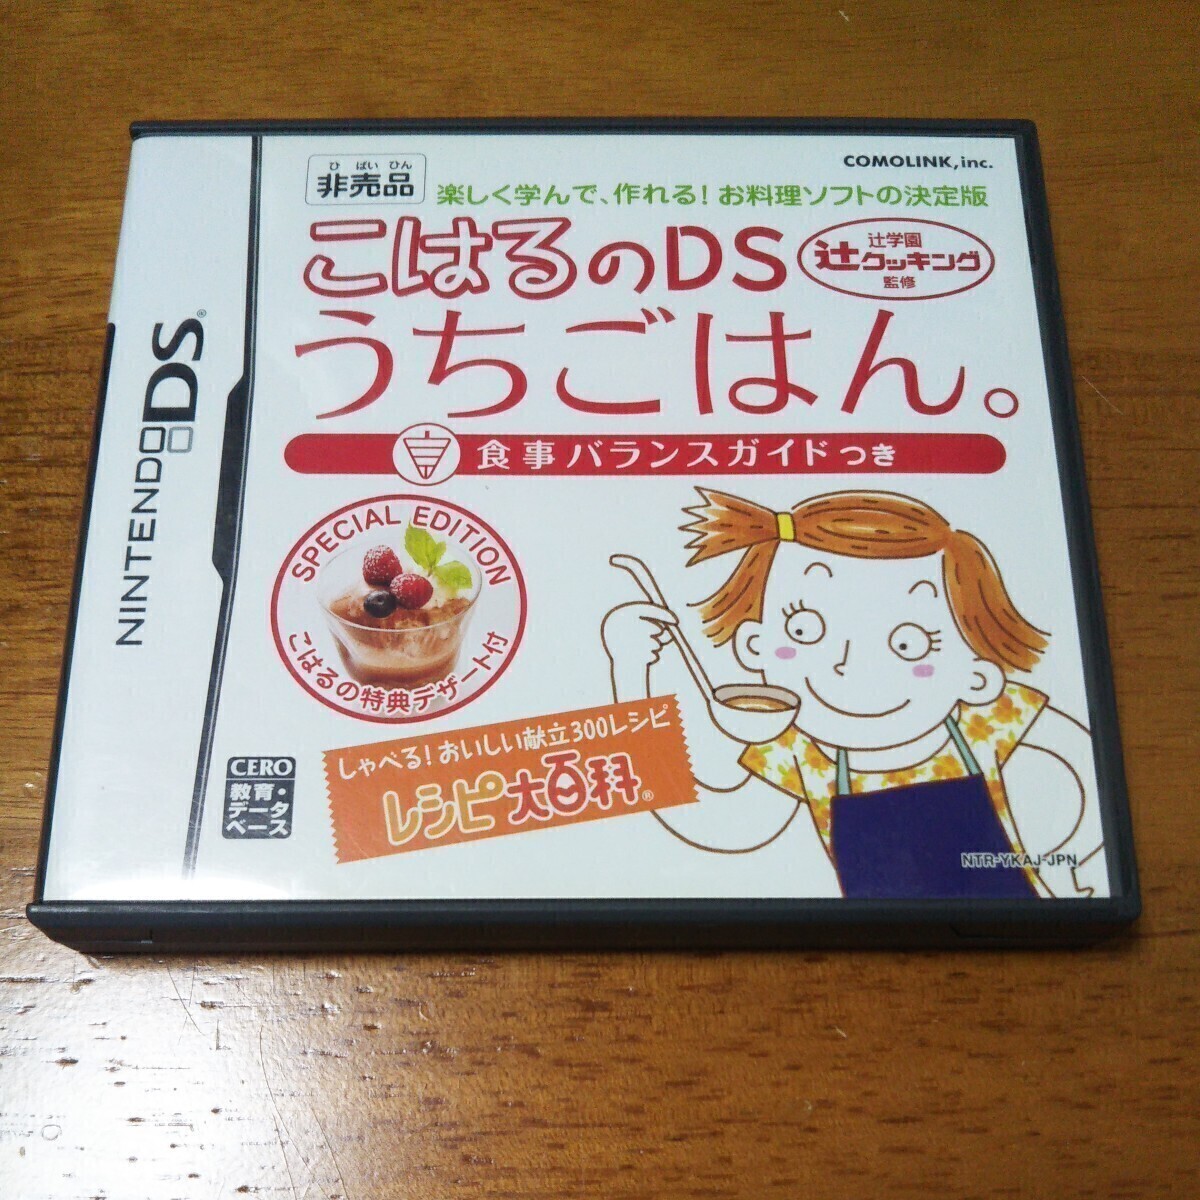 NINTENDO DS®
COMOLINK, inc.
ひ ばい ひん
非売品
楽しく学んで、作れる! お料理ソフトの決定版
こはるのDS
辻学園
辻クッキング
監修
うちごはん。
食事バランスガイドつき
SPECIAL EDITION
こはるの特典デザート付
しゃべる! おいしい献立300レシピ
レシピ大百科®
CERO
教育・
データ
ベース
NTR-YKAJ-JPN